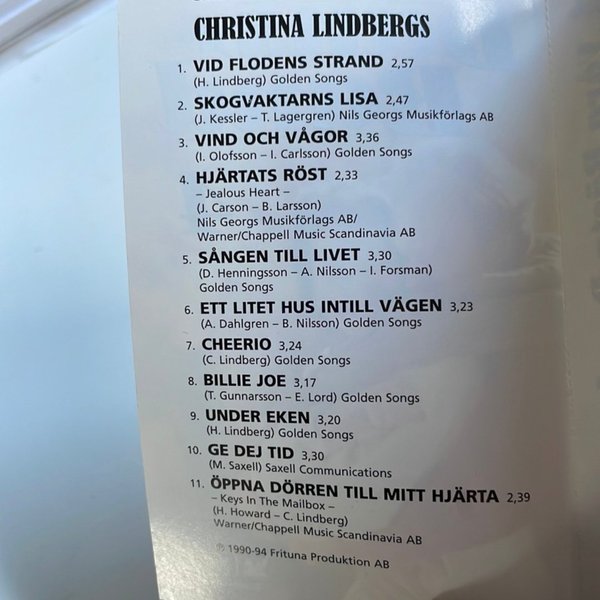 CHRISTINA LINDBERGS
1. VID FLODENS STRAND 2,57
(H. Lindberg) Golden Songs
2. SKOGVAKTARNS LISA 2,47
(J. Kessler – T. Lagergren) Nils Georgs Musikförlags AB
3. VIND OCH VÅGOR 3,36
(I. Olofsson – I. Carlsson) Golden Songs
4. HJÄRTATS RÖST 2,33
– Jealous Heart –
(J. Carson – B. Larsson)
Nils Georgs Musikförlags AB/
Warner/Chappell Music Scandinavia AB
5. SÅNGEN TILL LIVET 3,30
(D. Henningsson – A. Nilsson – I. Forsman)
Golden Songs
6. ETT LITET HUS INTILL VÄGEN 3,23
(A. Dahlgren – B. Nilsson) Golden Songs
7. CHEERIO 3,24
(C. Lindberg) Golden Songs
8. BILLIE JOE 3,17
(T. Gunnarsson – E. Lord) Golden Songs
9. UNDER EKEN 3,20
(H. Lindberg) Golden Songs
10. GE DEJ TID 3,30
(M. Saxell) Saxell Communications
11. ÖPPNA DÖRREN TILL MITT HJÄRTA 2,39
– Keys In The Mailbox –
(H. Howard – C. Lindberg)
Warner/Chappell Music Scandinavia AB
℗ 1990-94 Frituna Produktion AB